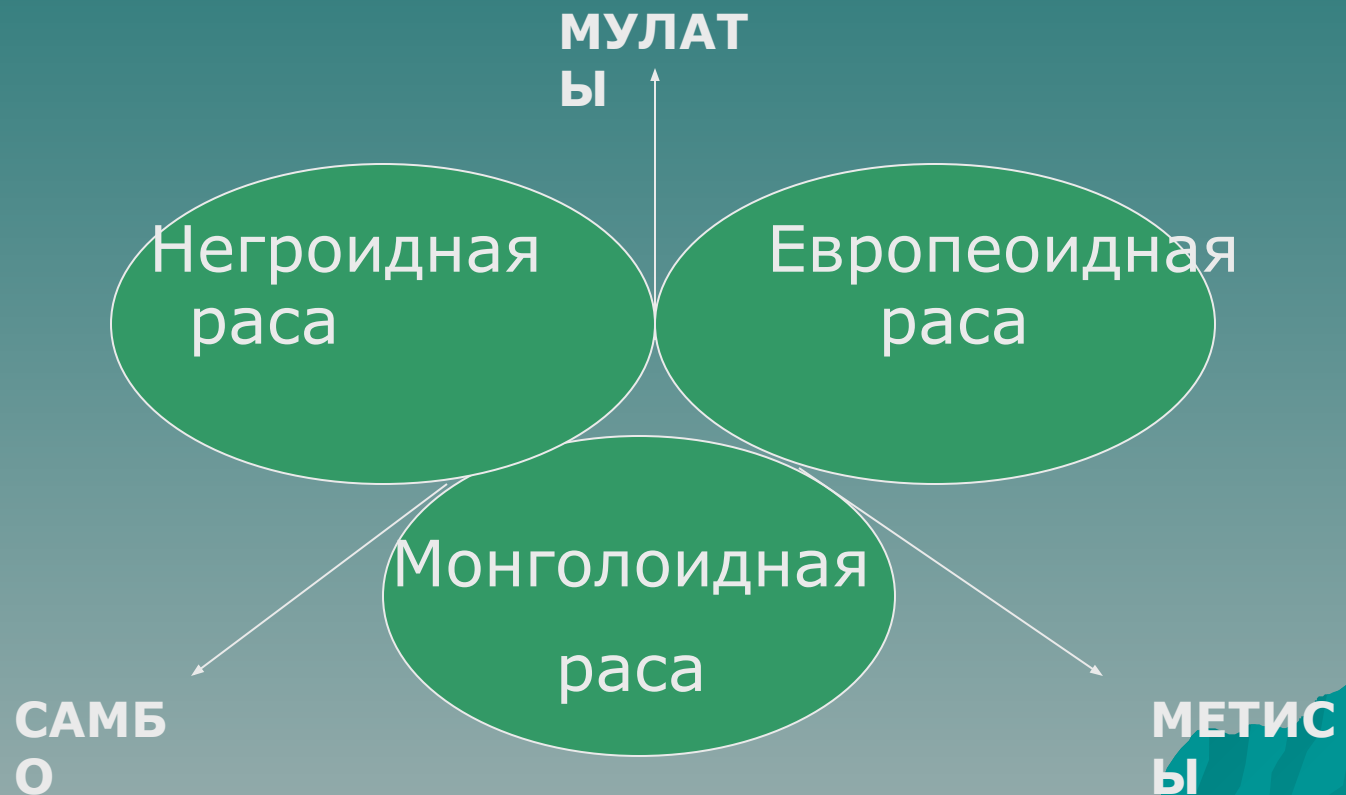 МУЛАТ
Ы
Негроидная
раса
Европеоидная
раса
Монголоидная
раса
САМБ
О
МЕТИС
Ы